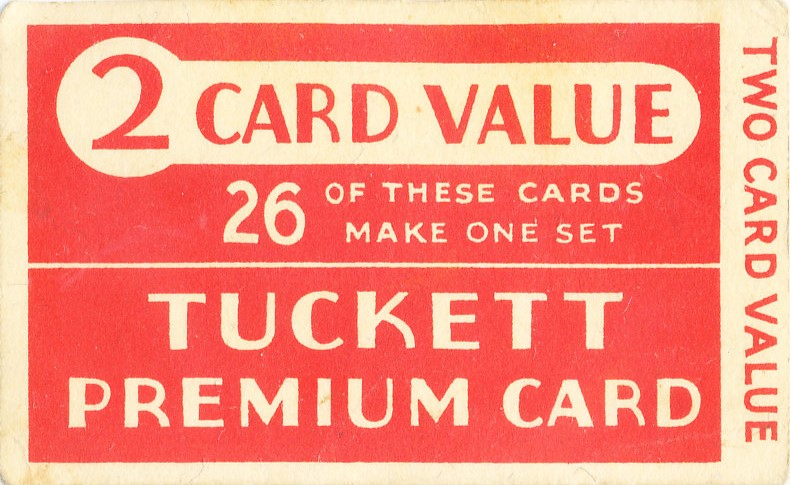 2 CARD VALUE
26 OF THESE CARDS
MAKE ONE SET
TUCKETT
PREMIUM CARD
TWO CARD VALUE